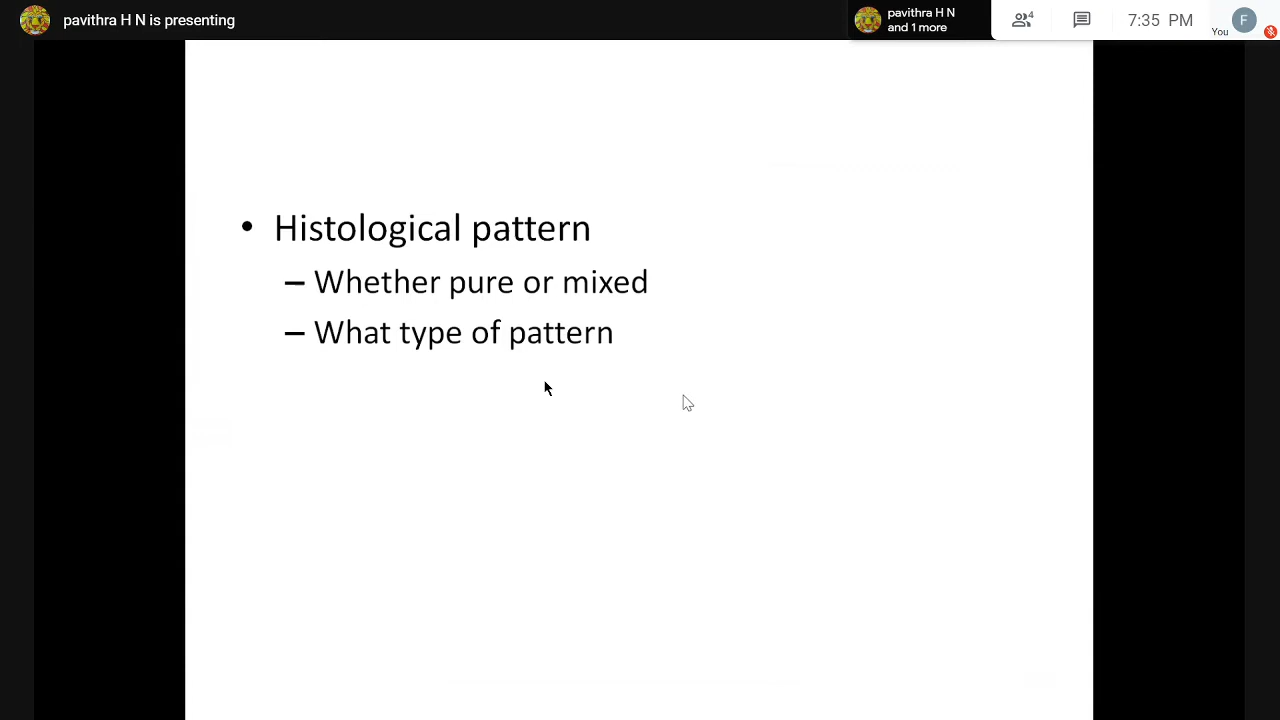 pavithra H N is presenting
pavithra H N
and 1 more
4
7:35 PM
You
F
• Histological pattern
– Whether pure or mixed
– What type of pattern